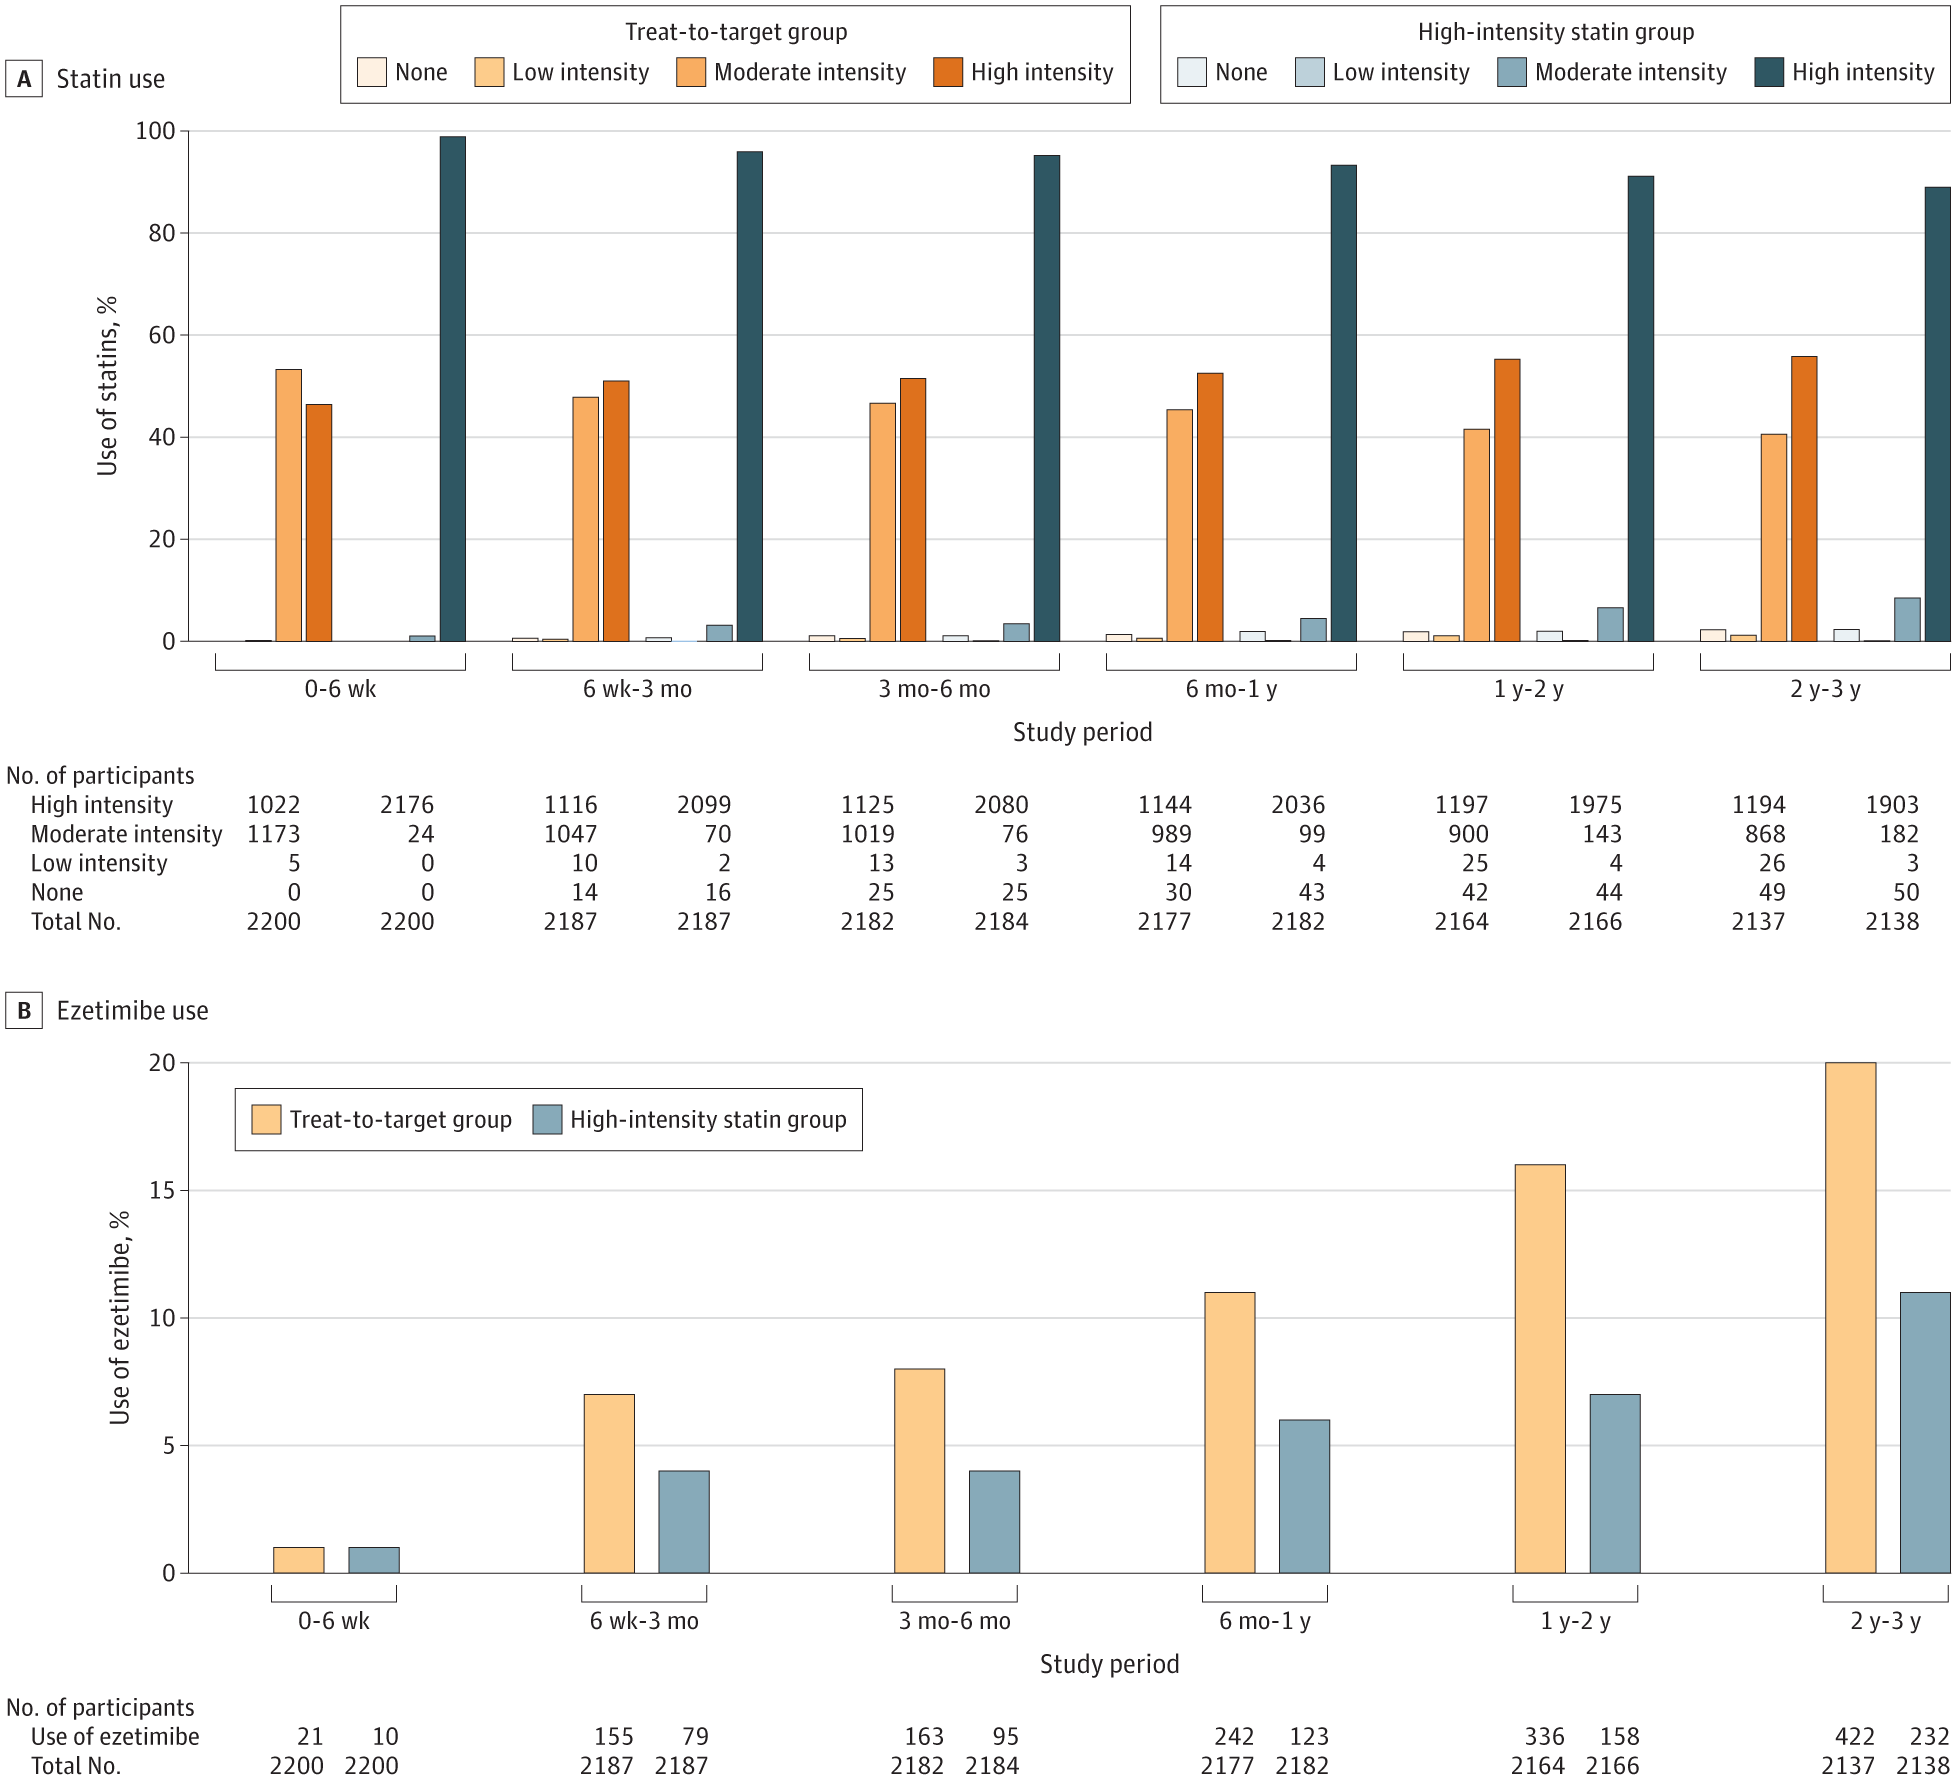 Treat-to-target group
None Low intensity Moderate intensity High intensity
High-intensity statin group
None Low intensity Moderate intensity High intensity
A Statin use
Use of statins, %
100
80
60
40
20
0
0-6 wk 6 wk-3 mo 3 mo-6 mo 6 mo-1 y 1 y-2 y 2 y-3 y
Study period
No. of participants
High intensity 1022 2176 1116 2099 1125 2080 1144 2036 1197 1975 1194 1903
Moderate intensity 1173 24 1047 70 1019 76 989 99 900 143 868 182
Low intensity 5 0 10 2 13 3 14 4 25 4 26 3
None 0 0 14 16 25 25 30 43 42 44 49 50
Total No. 2200 2200 2187 2187 2182 2184 2177 2182 2164 2166 2137 2138
B Ezetimibe use
Treat-to-target group High-intensity statin group
Use of ezetimibe, %
20
15
10
5
0
0-6 wk 6 wk-3 mo 3 mo-6 mo 6 mo-1 y 1 y-2 y 2 y-3 y
Study period
No. of participants
Use of ezetimibe 21 10 155 79 163 95 242 123 336 158 422 232
Total No. 2200 2200 2187 2187 2182 2184 2177 2182 2164 2166 2137 2138